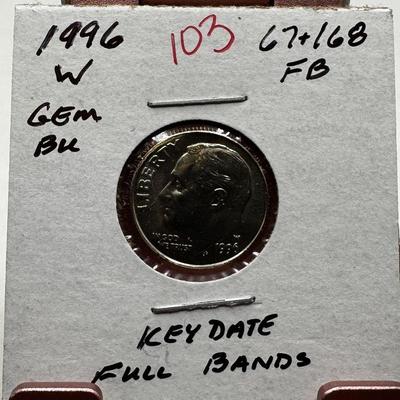 1996 103 67+168
W FB
GEM
BU
LIBERTY
IN GOD
WE TRUST
W
1996
KEY DATE
FULL BANDS